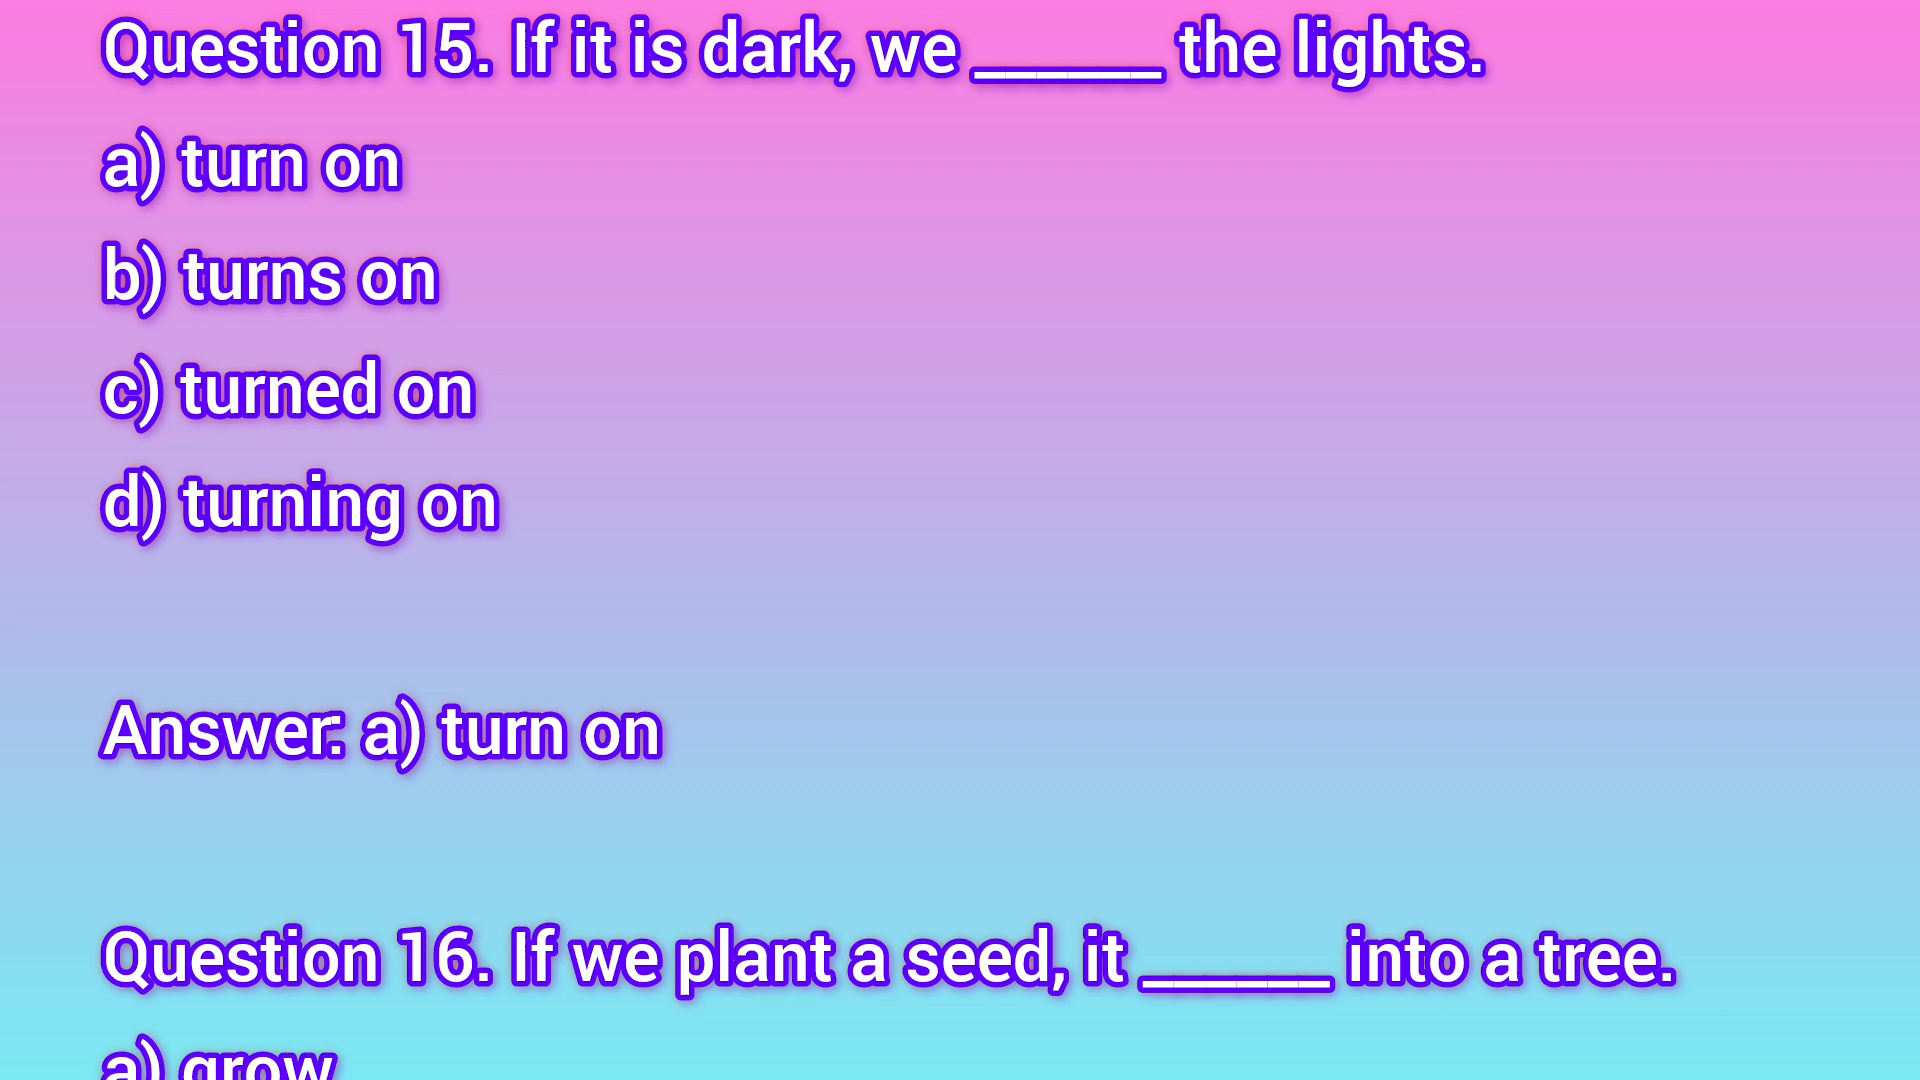 Question 15. If it is dark, we ______ the lights.
a) turn on
b) turns on
c) turned on
d) turning on
Answer: a) turn on
Question 16. If we plant a seed, it ______ into a tree.
a) grow